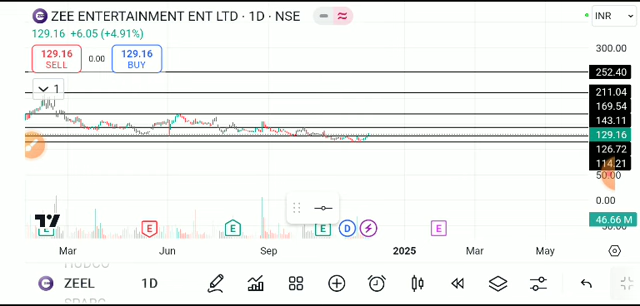 ZEE ENTERTAINMENT ENT LTD · 1D · NSE
INR
129.16 +6.05 (+4.91%)
129.16
SELL
0.00
129.16
BUY
1
300.00
252.40
211.04
169.54
143.11
129.16
126.72
114.21
50.00
0.00
46.66 M
E
E
E
E
D
E
Mar
Jun
Sep
2025
Mar
May
ZEEL
1D